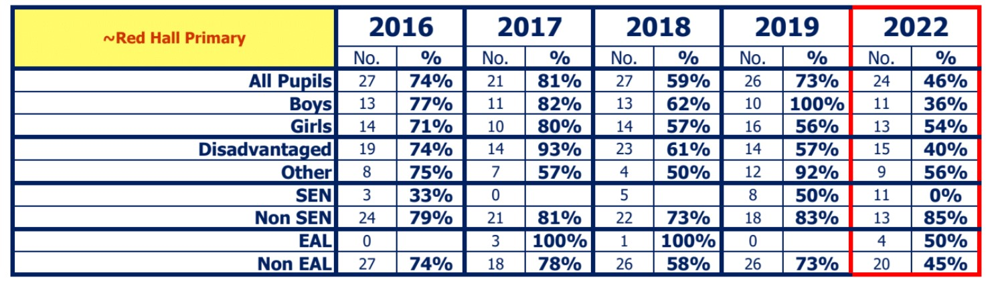 ~Red Hall Primary 2016 2017 2018 2019 2022
No. % No. % No. % No. % No. %
All Pupils 27 74% 21 81% 27 59% 26 73% 24 46%
Boys 13 77% 11 82% 13 62% 10 100% 11 36%
Girls 14 71% 10 80% 14 57% 16 56% 13 54%
Disadvantaged 19 74% 14 93% 23 61% 14 57% 15 40%
Other 8 75% 7 57% 4 50% 12 92% 9 56%
SEN 3 33% 0 5 8 50% 11 0%
Non SEN 24 79% 21 81% 22 73% 18 83% 13 85%
EAL 0 3 100% 1 100% 0 4 50%
Non EAL 27 74% 18 78% 26 58% 26 73% 20 45%